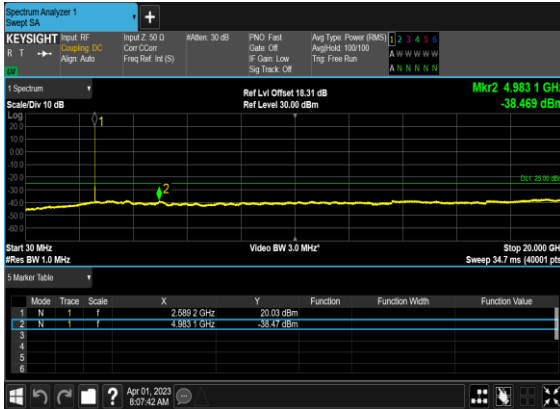 Spectrum Analyzer 1
Swept SA
+
KEYSIGHT
R T
Input: RF
Coupling: DC
Align: Auto
Input Z: 50 Ω
Corr CCorr
Freq Ref: Int (S)
#Atten: 30 dB
PNO: Fast
Gate: Off
IF Gain: Low
Sig Track: Off
Avg Type: Power (RMS)
Avg|Hold: 100/100
Trig: Free Run
1 2 3 4 5 6
A W W W W W
A N N N N N
1 Spectrum
Scale/Div 10 dB
Ref Lvl Offset 18.31 dB
Ref Level 30.00 dBm
Mkr2 4.983 1 GHz
-38.469 dBm
Log
20.0
10.0
0.00
-10.0
-20.0
-30.0
-40.0
-50.0
-60.0
1
2
DL1 -25.00 dBm
Start 30 MHz
#Res BW 1.0 MHz
Video BW 3.0 MHz*
Stop 20.000 GH
Sweep 34.7 ms (40001 pts
5 Marker Table
Mode Trace Scale X Y Function Function Width Function Value
1 N 1 f 2.589 2 GHz 20.03 dBm
2 N 1 f 4.983 1 GHz -38.47 dBm
3
4
5
6
?
Apr 01, 2023
8:07:42 AM